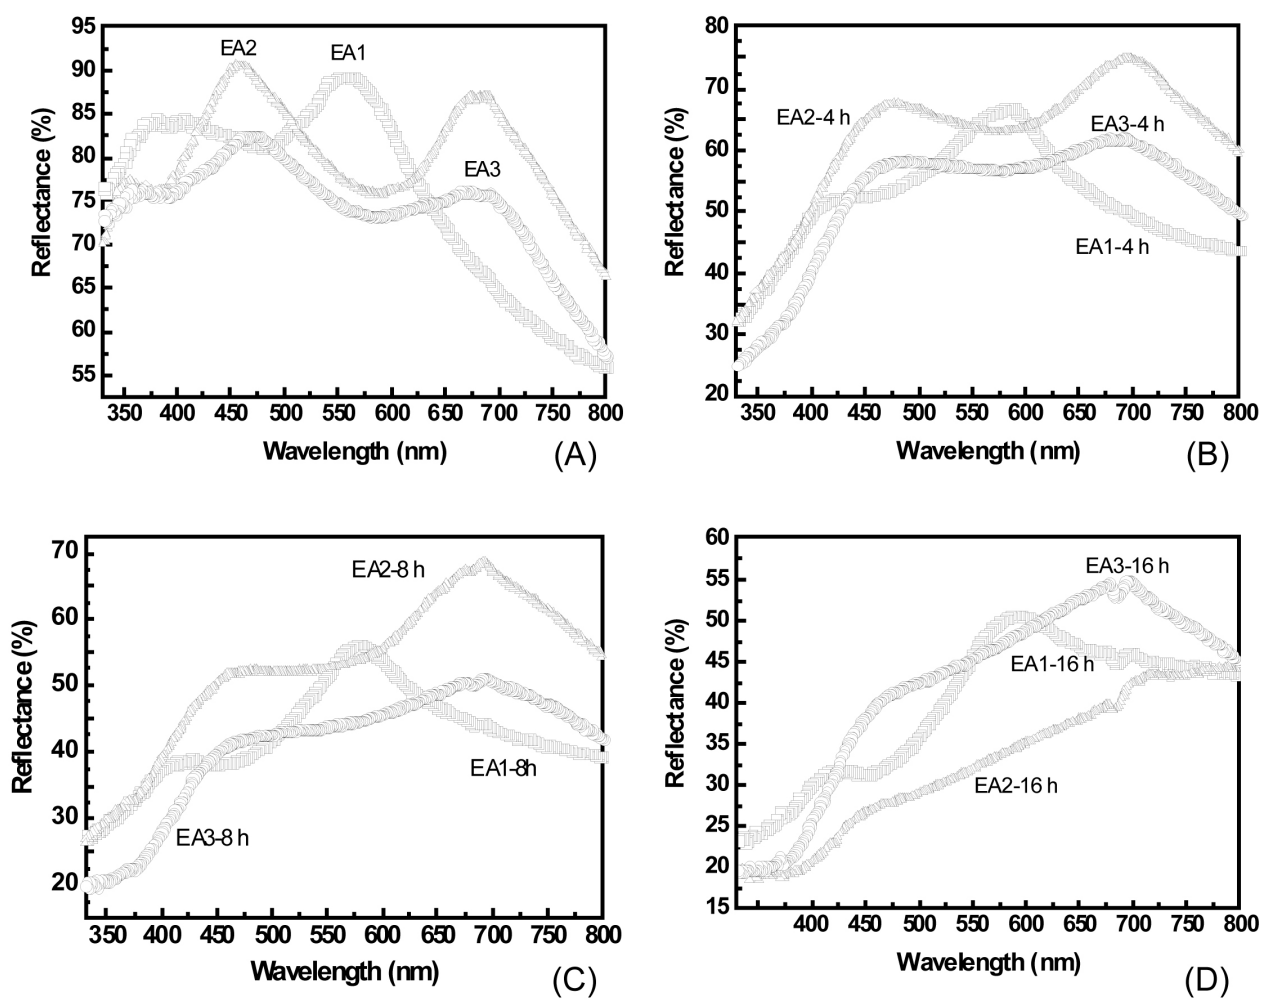 95
90
85
80
75
70
65
60
55
Reflectance (%)
EA2
EA1
EA3
350 400 450 500 550 600 650 700 750 800
Wavelength (nm)
(A)
80
70
60
50
40
30
20
Reflectance (%)
EA2-4 h
EA3-4 h
EA1-4 h
350 400 450 500 550 600 650 700 750 800
Wavelength (nm)
(B)
70
60
50
40
30
20
Reflectance (%)
EA2-8 h
EA1-8h
EA3-8 h
350 400 450 500 550 600 650 700 750 800
Wavelength (nm)
(C)
60
55
50
45
40
35
30
25
20
15
Reflectance (%)
EA3-16 h
EA1-16 h
EA2-16 h
400 450 500 550 600 650 700 750 800
Wavelength (nm)
(D)